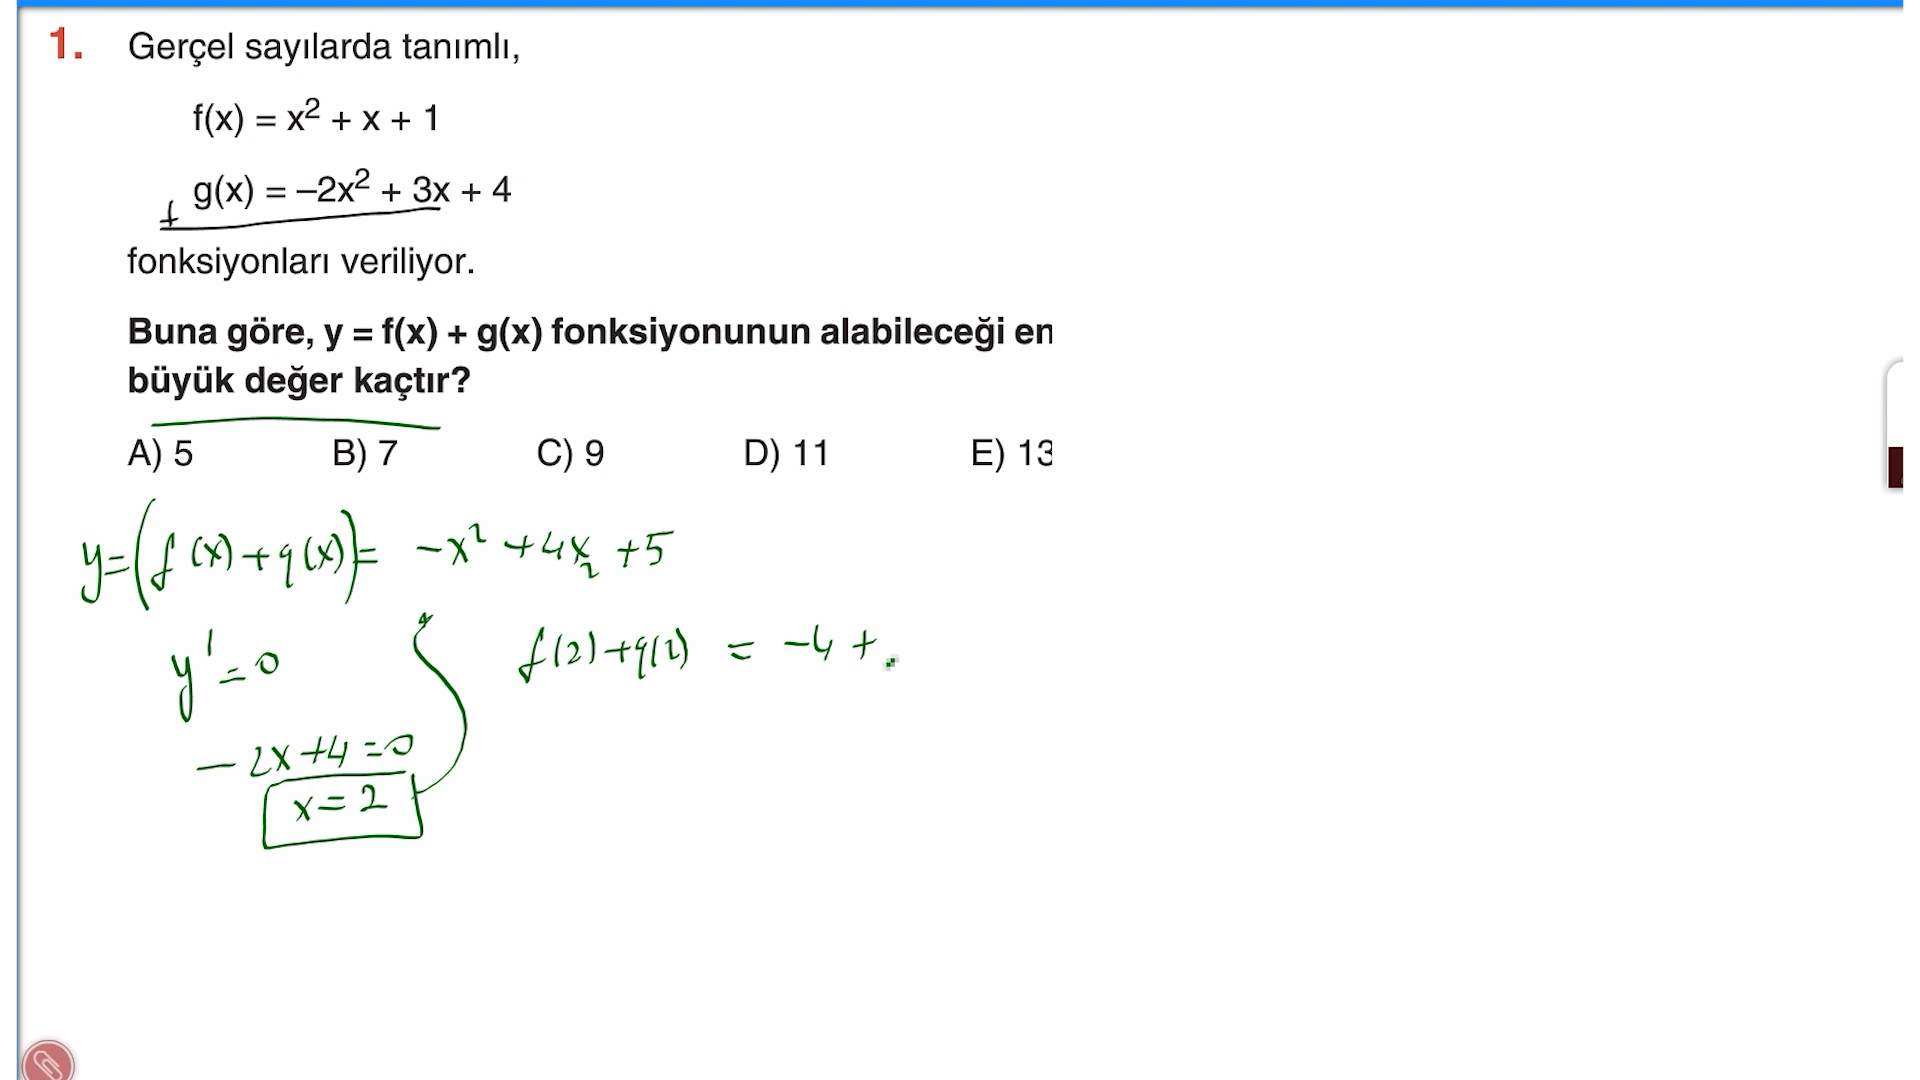 1. Gerçel sayılarda tanımlı,
f(x) = x² + x + 1
+ g(x) = –2x² + 3x + 4
fonksiyonları veriliyor.
Buna göre, y = f(x) + g(x) fonksiyonunun alabileceği en
büyük değer kaçtır?
A) 5 B) 7 C) 9 D) 11 E) 13
y=(f(x)+g(x))= -x²+4x+5
2
y'=0
f(2)+g(2) = -4+
-2x+4=0
x=2